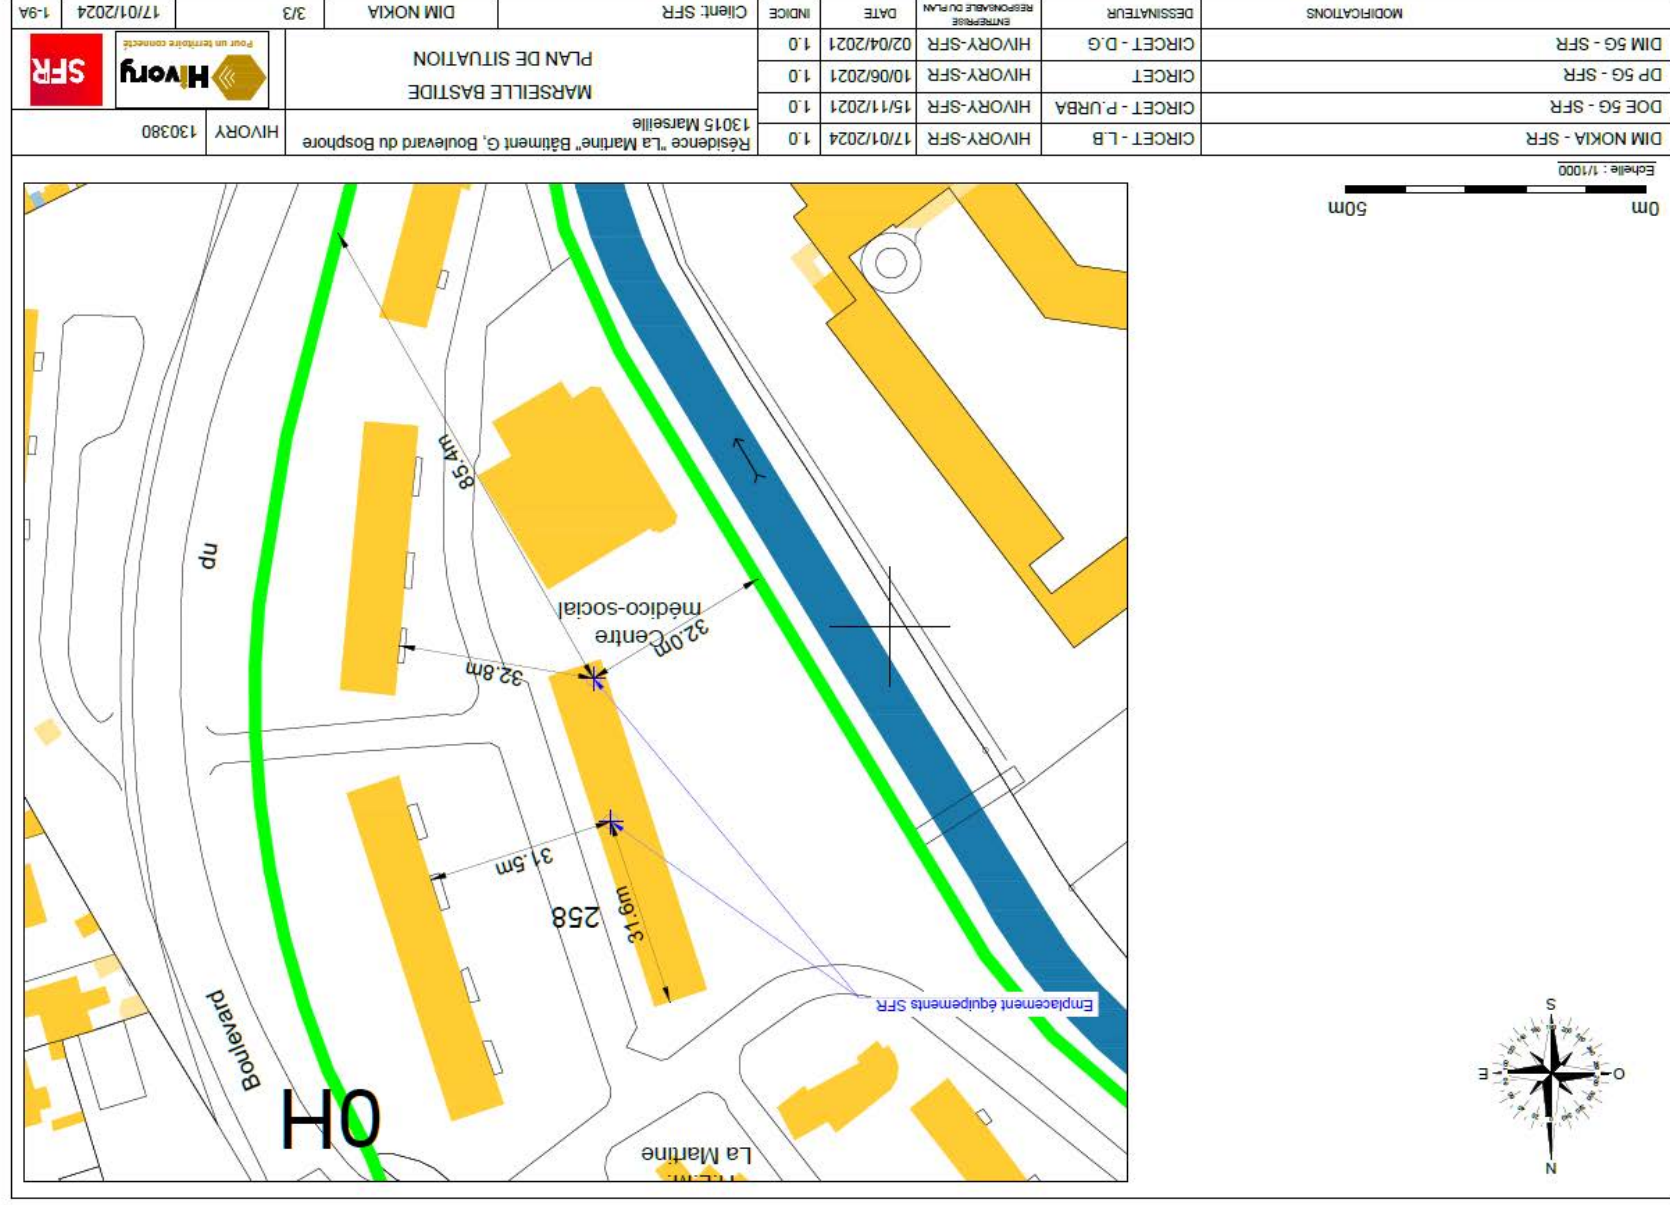 N
O
E
S
H.L.M.
La Martine
0H
Boulevard
Emplacement équipements SFR
258
31.6m
31.5m
32.8m
32.0m
Centre
médico-social
du
85.4m
0m 50m
Echelle : 1/1000
DIM NOKIA - SFR CIRCET - L.B HIVORY-SFR 17/01/2024 1.0
DOE 5G - SFR CIRCET - P.URBA HIVORY-SFR 15/11/2021 1.0
DP 5G - SFR CIRCET HIVORY-SFR 10/06/2021 1.0
DIM 5G - SFR CIRCET - D.G HIVORY-SFR 02/04/2021 1.0
MODIFICATIONS DESSINATEUR ENTREPRISE RESPONSABLE DU PLAN DATE INDICE
Résidence "La Martine" Bâtiment G, Boulevard du Bosphore
13015 Marseille
HIVORY 130380
MARSEILLE BASTIDE
PLAN DE SITUATION
Hivory
Pour un territoire connecté
SFR
Client: SFR DIM NOKIA 3/3 17/01/2024 1-9A